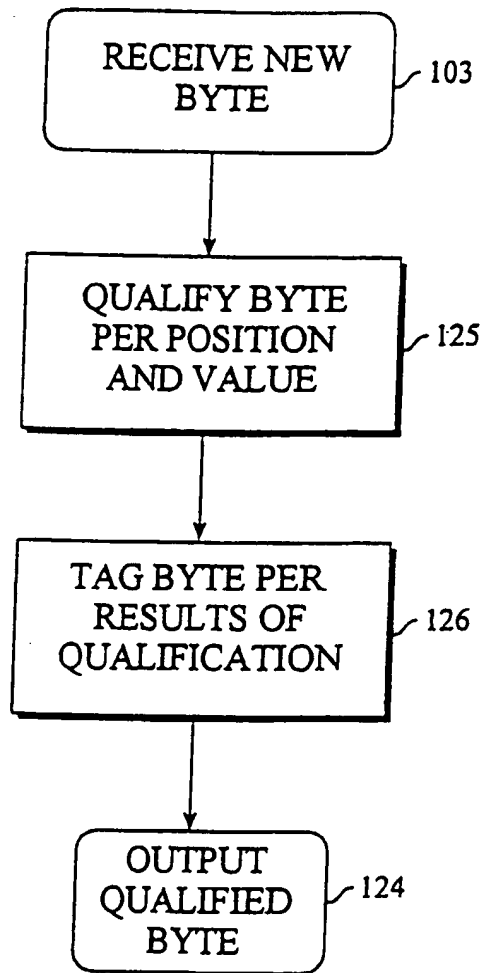 RECEIVE NEW
BYTE
103
QUALIFY BYTE
PER POSITION
AND VALUE
125
TAG BYTE PER
RESULTS OF
QUALIFICATION
126
OUTPUT
QUALIFIED
BYTE
124